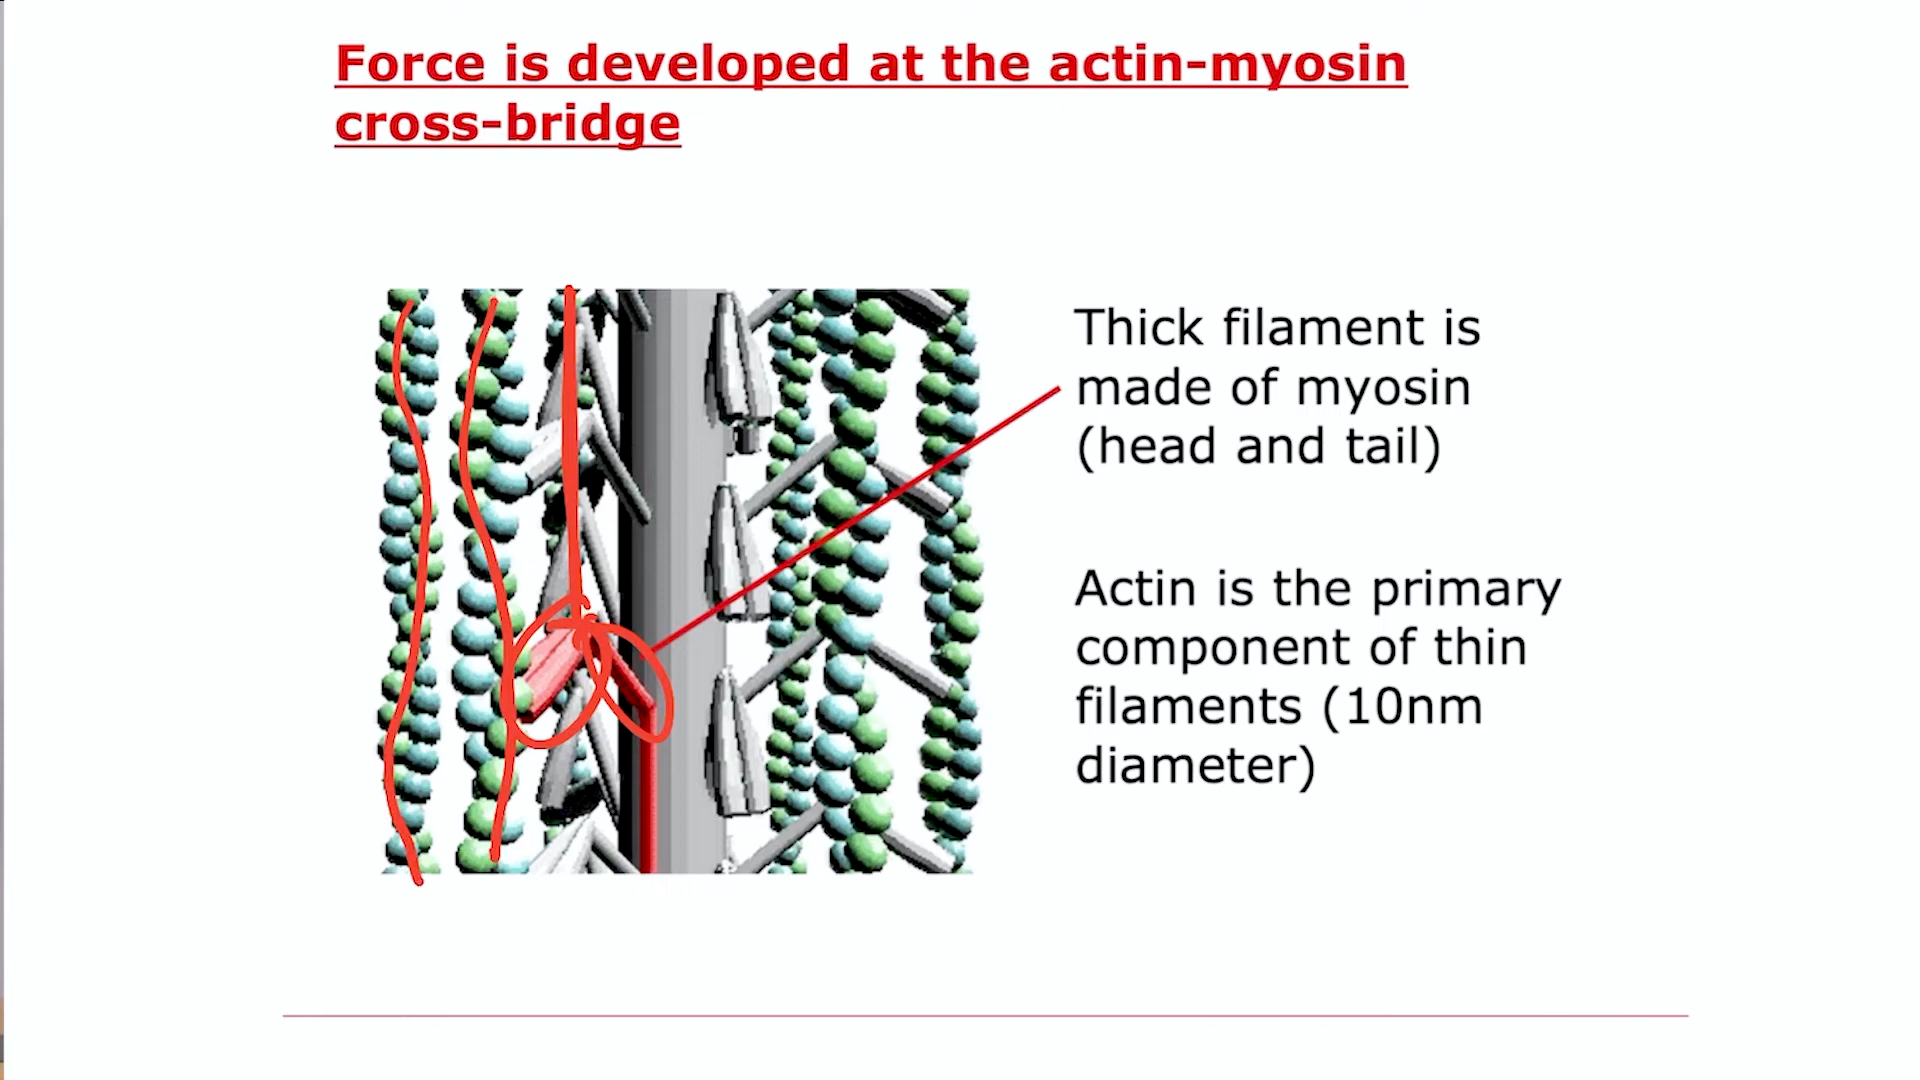 Force is developed at the actin-myosin
cross-bridge
Thick filament is
made of myosin
(head and tail)
Actin is the primary
component of thin
filaments (10nm
diameter)